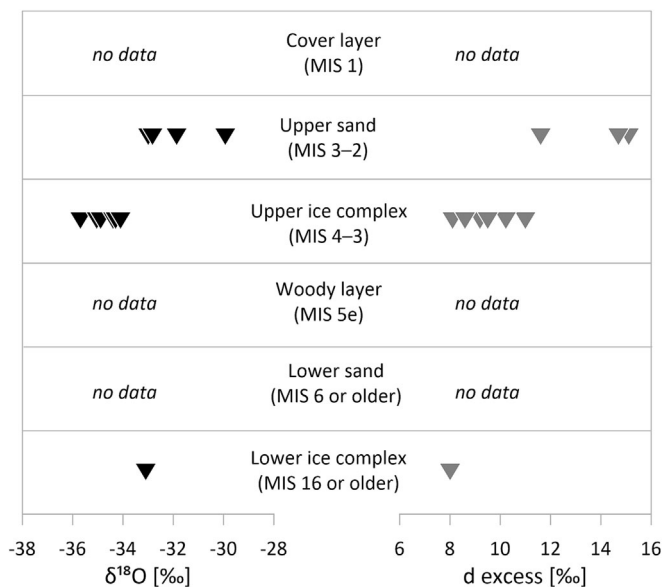 Cover layer
no data (MIS 1) no data
Upper sand
(MIS 3–2)
Upper ice complex
(MIS 4–3)
Woody layer
no data (MIS 5e) no data
Lower sand
no data (MIS 6 or older) no data
Lower ice complex
(MIS 16 or older)
-38 -36 -34 -32 -30 -28 6 8 10 12 14 16
δ¹⁸O [‰] d excess [‰]